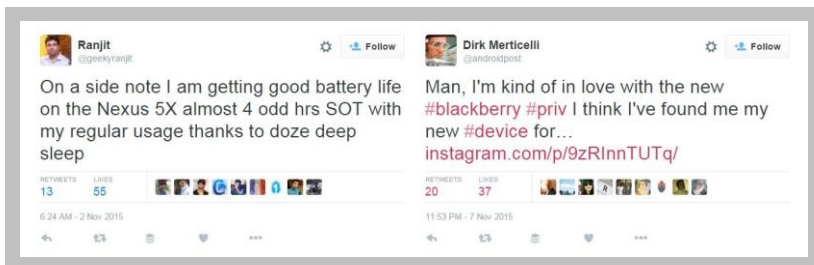 Ranjit
@geekyranjit
Follow
On a side note I am getting good battery life
on the Nexus 5X almost 4 odd hrs SOT with
my regular usage thanks to doze deep
sleep
RETWEETS LIKES
13 55
6:24 AM - 2 Nov 2015
Dirk Merticelli
@androidpost
Follow
Man, I'm kind of in love with the new
#blackberry #priv I think I've found me my
new #device for…
instagram.com/p/9zRInnTUTq/
RETWEETS LIKES
20 37
11:53 PM - 7 Nov 2015